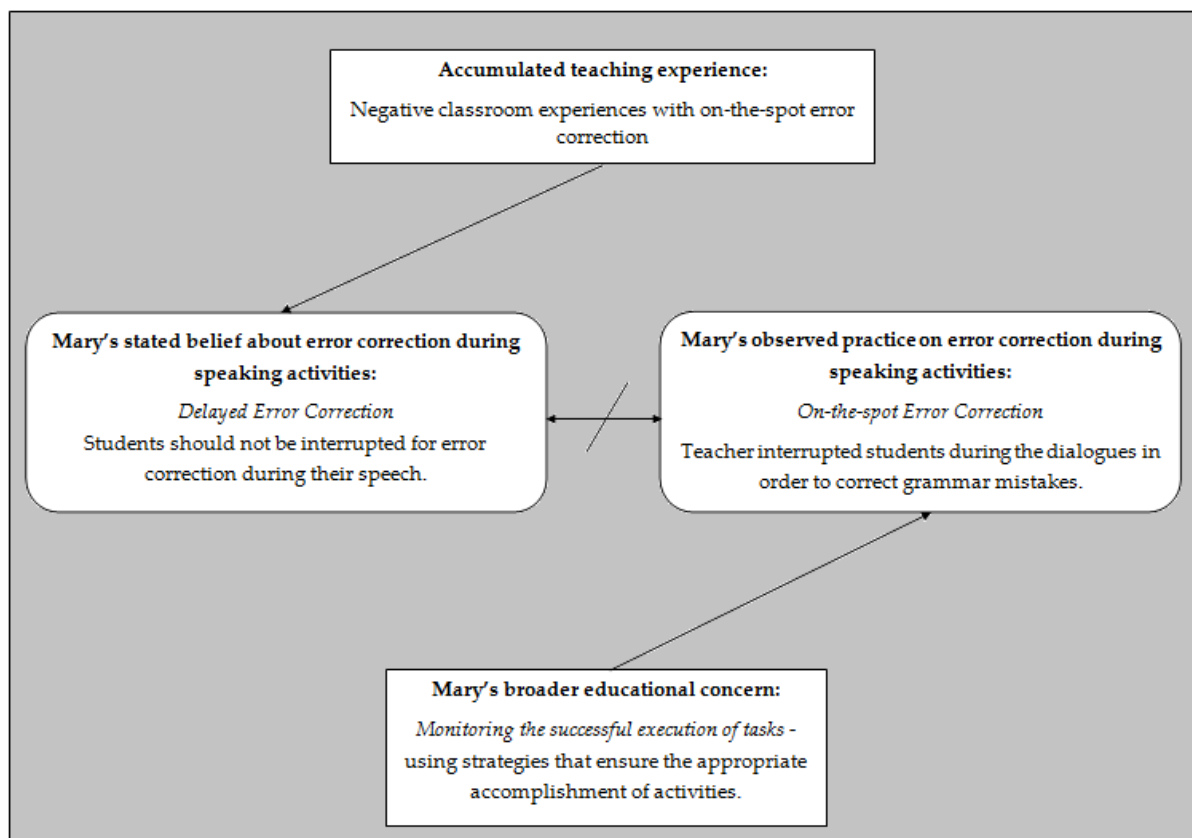 Accumulated teaching experience:
Negative classroom experiences with on-the-spot error
correction
Mary's stated belief about error correction during
speaking activities:
Delayed Error Correction
Students should not be interrupted for error
correction during their speech.
Mary's observed practice on error correction during
speaking activities:
On-the-spot Error Correction
Teacher interrupted students during the dialogues in
order to correct grammar mistakes.
Mary's broader educational concern:
Monitoring the successful execution of tasks -
using strategies that ensure the appropriate
accomplishment of activities.